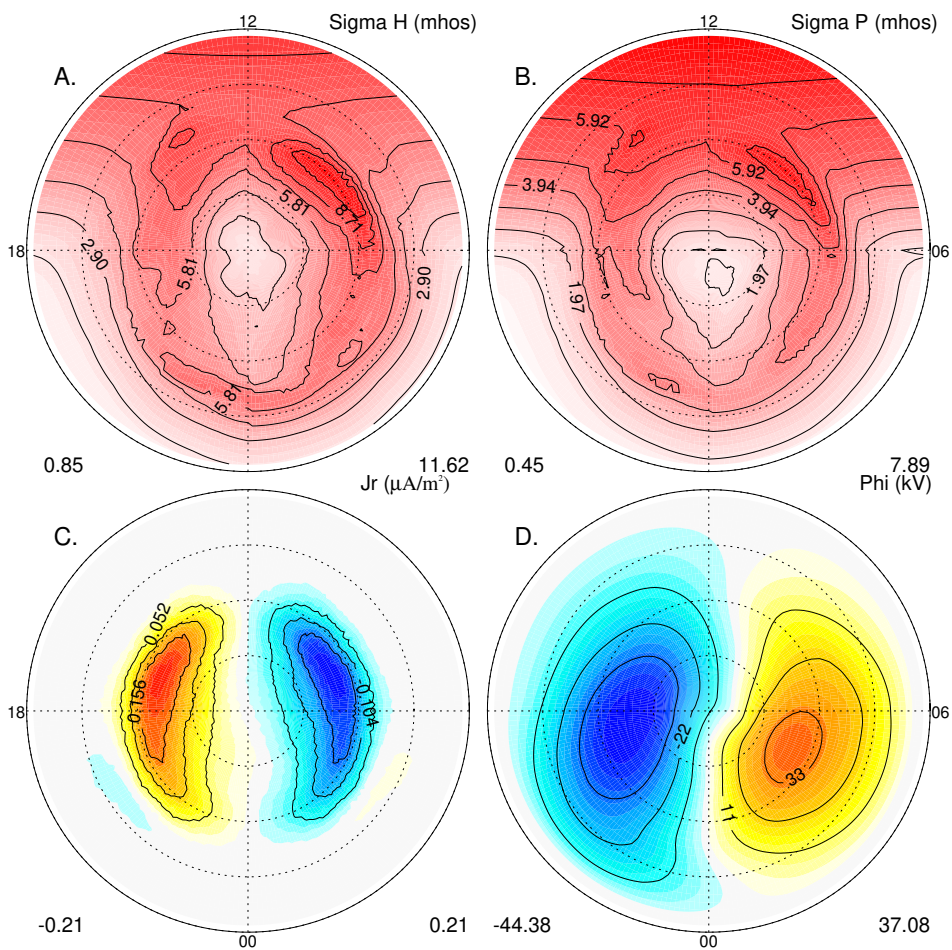 12 Sigma H (mhos) 12 Sigma P (mhos)
A. B.
5.92
8.71 5.92
5.81 3.94 3.94
18 2.90 5.81 2.90 06
1.97 1.97
5.81
0.85 11.62 0.45 7.89
Jr (μA/m²) Phi (kV)
C. D.
0.052
0.156 -0.104
18 06
-22
33
11
-0.21 0.21 -44.38 37.08
00 00